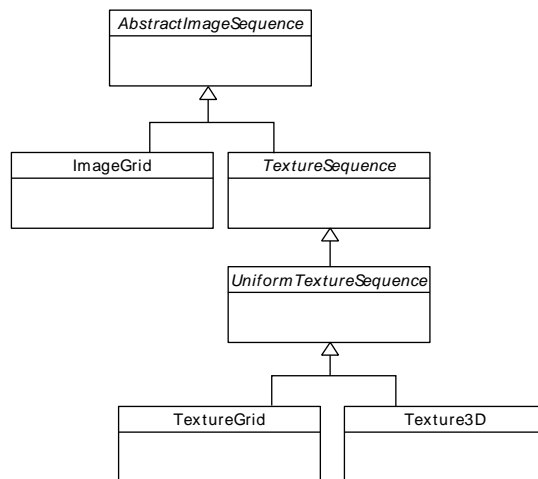 AbstractImageSequence
ImageGrid
TextureSequence
UniformTextureSequence
TextureGrid
Texture3D